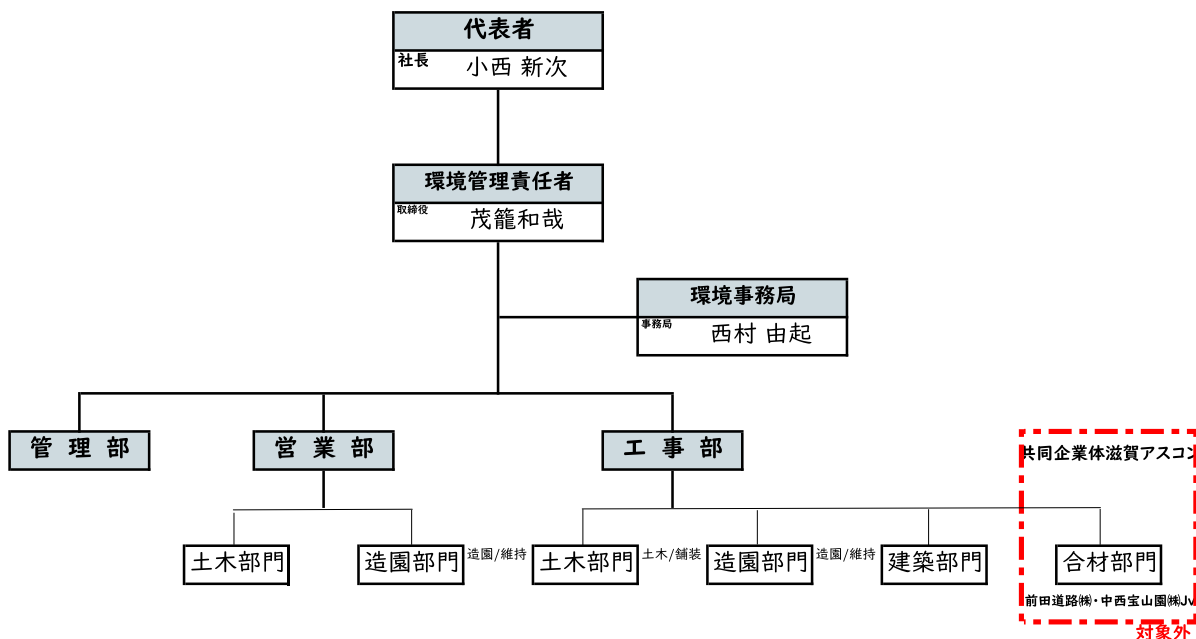 代表者
社長
小西 新次
環境管理責任者
取締役
茂籠和哉
環境事務局
事務局
西村 由起
管 理 部
営 業 部
工 事 部
共同企業体滋賀アスコン
土木部門
造園部門
造園/維持
土木部門
土木/舗装
造園部門
造園/維持
建築部門
合材部門
前田道路㈱・中西宝山園㈱Jv
対象外